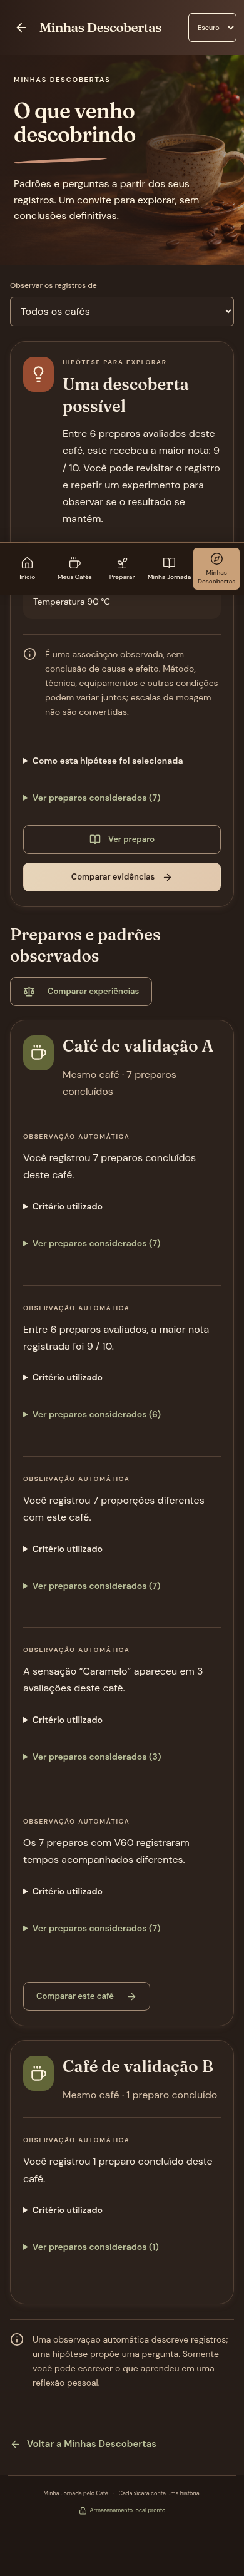 Minhas Descobertas
Escuro
MINHAS DESCOBERTAS
O que venho
descobrindo
Padrões e perguntas a partir dos seus
registros. Um convite para explorar, sem
conclusões definitivas.
Observar os registros de
Todos os cafés
HIPÓTESE PARA EXPLORAR
Uma descoberta
possível
Entre 6 preparos avaliados deste
café, este recebeu a maior nota: 9
/ 10. Você pode revisitar o registro
e repetir um experimento para
observar se o resultado se
mantém.
Início
Meus Cafés
Preparar
Minha Jornada
Minhas
Descobertas
Temperatura 90 °C
É uma associação observada, sem
conclusão de causa e efeito. Método,
técnica, equipamentos e outras condições
podem variar juntos; escalas de moagem
não são convertidas.
Como esta hipótese foi selecionada
Ver preparos considerados (7)
Ver preparo
Comparar evidências
Preparos e padrões
observados
Comparar experiências
Café de validação A
Mesmo café · 7 preparos
concluídos
OBSERVAÇÃO AUTOMÁTICA
Você registrou 7 preparos concluídos
deste café.
Critério utilizado
Ver preparos considerados (7)
OBSERVAÇÃO AUTOMÁTICA
Entre 6 preparos avaliados, a maior nota
registrada foi 9 / 10.
Critério utilizado
Ver preparos considerados (6)
OBSERVAÇÃO AUTOMÁTICA
Você registrou 7 proporções diferentes
com este café.
Critério utilizado
Ver preparos considerados (7)
OBSERVAÇÃO AUTOMÁTICA
A sensação “Caramelo” apareceu em 3
avaliações deste café.
Critério utilizado
Ver preparos considerados (3)
OBSERVAÇÃO AUTOMÁTICA
Os 7 preparos com V60 registraram
tempos acompanhados diferentes.
Critério utilizado
Ver preparos considerados (7)
Comparar este café
Café de validação B
Mesmo café · 1 preparo concluído
OBSERVAÇÃO AUTOMÁTICA
Você registrou 1 preparo concluído deste
café.
Critério utilizado
Ver preparos considerados (1)
Uma observação automática descreve registros;
uma hipótese propõe uma pergunta. Somente
você pode escrever o que aprendeu em uma
reflexão pessoal.
Voltar a Minhas Descobertas
Minha Jornada pelo Café · Cada xícara conta uma história.
Armazenamento local pronto